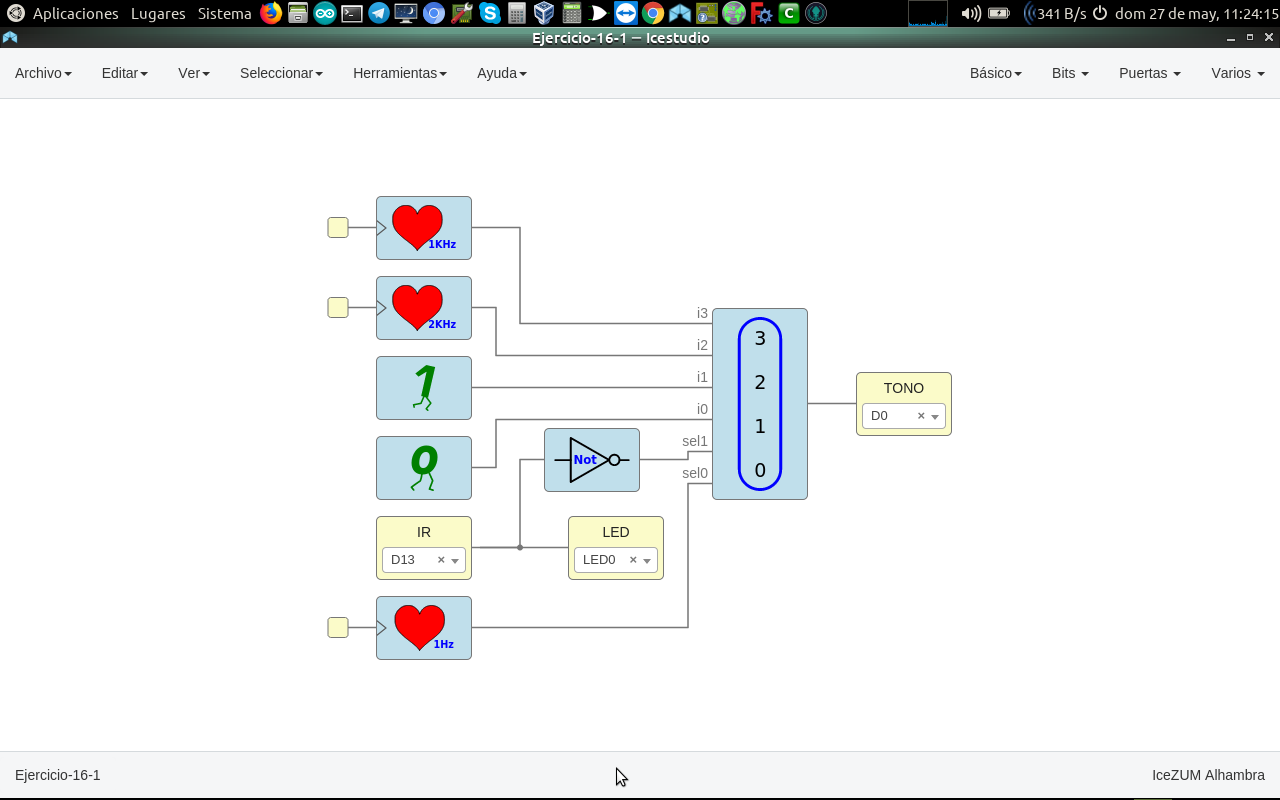 Aplicaciones Lugares Sistema 341 B/s dom 27 de may, 11:24:15
Ejercicio-16-1 — Icestudio
Archivo Editar Ver Seleccionar Herramientas Ayuda Básico Bits Puertas Varios
1KHz
2KHz
1
0
i3
i2
i1
i0
sel1
sel0
3
2
1
0
TONO
D0 ×
Not
IR
D13 ×
LED
LED0 ×
1Hz
Ejercicio-16-1 IceZUM Alhambra